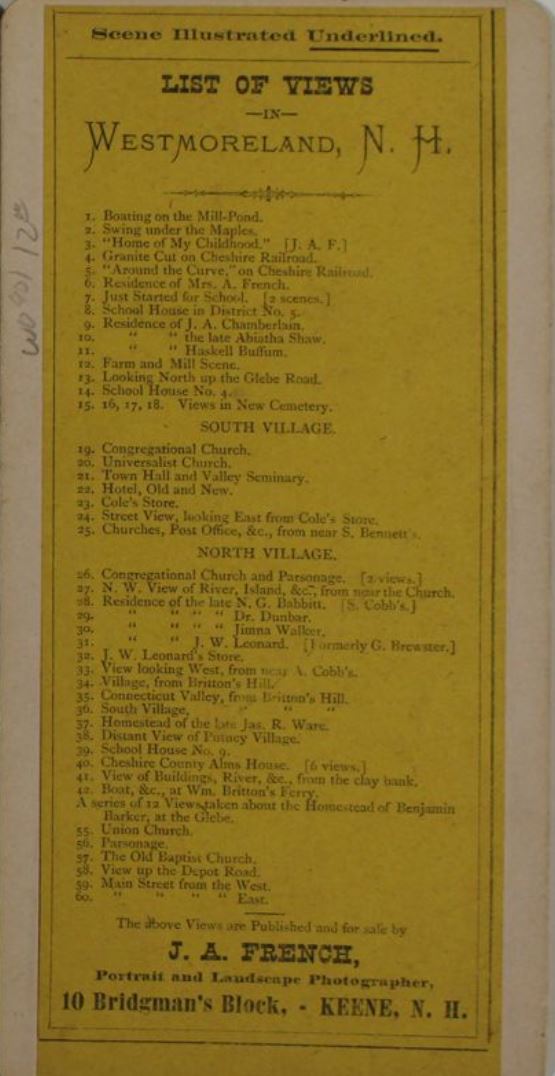 Scene Illustrated Underlined.
LIST OF VIEWS
—IN—
WESTMORELAND, N. H.
1. Boating on the Mill-Pond.
2. Swing under the Maples.
3. "Home of My Childhood." [J. A. F.]
4. Granite Cut on Cheshire Railroad.
5. "Around the Curve," on Cheshire Railroad.
6. Residence of Mrs. A. French.
7. Just Started for School. [2 scenes.]
8. School House in District No. 5.
9. Residence of J. A. Chamberlain.
10. " " the late Abiatha Shaw.
11. " " Haskell Buffum.
12. Farm and Mill Scene.
13. Looking North up the Glebe Road.
14. School House No. 4.
15. 16, 17, 18. Views in New Cemetery.
SOUTH VILLAGE.
19. Congregational Church.
20. Universalist Church.
21. Town Hall and Valley Seminary.
22. Hotel, Old and New.
23. Cole's Store.
24. Street View, looking East from Cole's Store.
25. Churches, Post Office, &c., from near S. Bennett's.
NORTH VILLAGE.
26. Congregational Church and Parsonage. [2 views.]
27. N. W. View of River, Island, &c., from near the Church.
28. Residence of the late N. G. Babbitt. [S. Cobb's.]
29. " " " " Dr. Dunbar.
30. " " " " Jimna Walker.
31. " " J. W. Leonard. [Formerly G. Brewster.]
32. J. W. Leonard's Store.
33. View looking West, from near A. Cobb's.
34. Village, from Britton's Hill.
35. Connecticut Valley, from Britton's Hill.
36. South Village, " " "
37. Homestead of the late Jas. R. Ware.
38. Distant View of Putney Village.
39. School House No. 9.
40. Cheshire County Alms House. [6 views.]
41. View of Buildings, River, &c., from the clay bank.
42. Boat, &c., at Wm. Britton's Ferry.
A series of 12 Views taken about the Homestead of Benjamin
Barker, at the Glebe.
55. Union Church.
56. Parsonage.
57. The Old Baptist Church.
58. View up the Depot Road.
59. Main Street from the West.
60. " " " " East.
The above Views are Published and for sale by
J. A. FRENCH,
Portrait and Landscape Photographer,
10 Bridgman's Block, - KEENE, N. H.